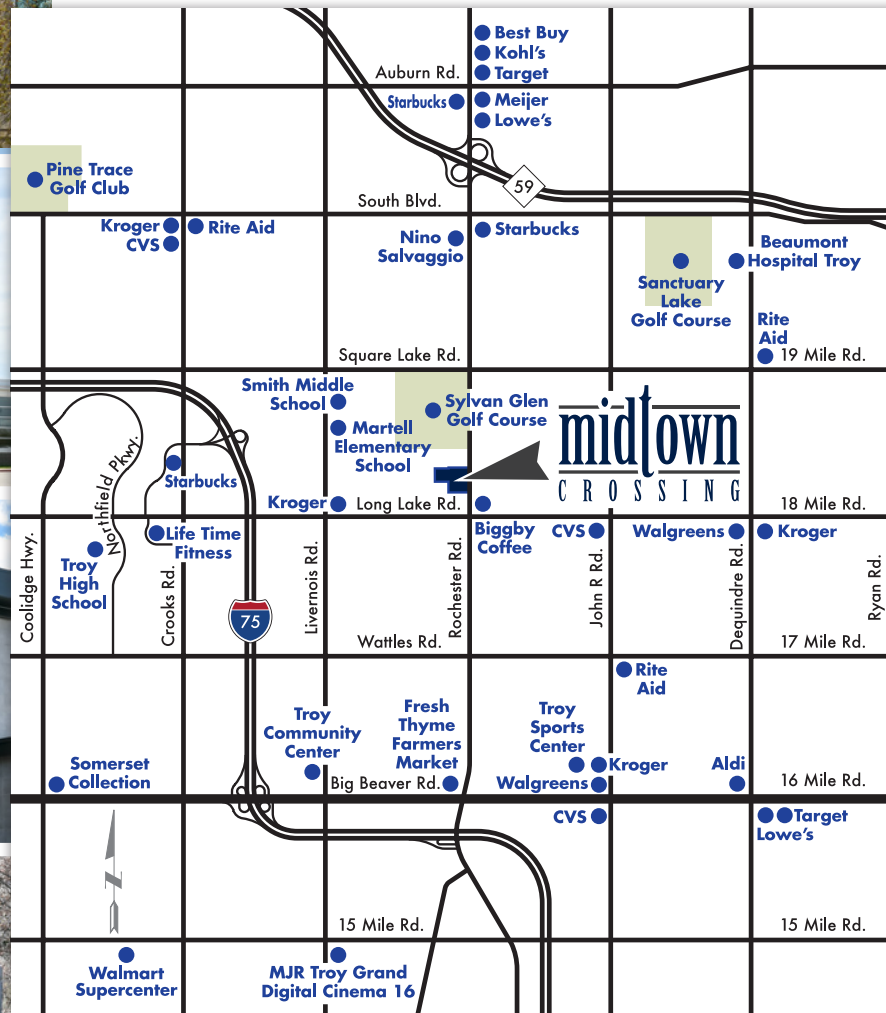 Best Buy
Kohl's
Auburn Rd.
Target
Starbucks
Meijer
Lowe's
Pine Trace
Golf Club
59
South Blvd.
Kroger
Rite Aid
CVS
Nino
Salvaggio
Starbucks
Beaumont
Hospital Troy
Sanctuary
Lake
Golf Course
Rite
Aid
Square Lake Rd.
19 Mile Rd.
Smith Middle
School
Sylvan Glen
Golf Course
Martell
Elementary
School
midtown
CROSSING
Northfield Pkwy.
Starbucks
Kroger
Long Lake Rd.
18 Mile Rd.
Life Time
Fitness
Biggby
Coffee
CVS
Walgreens
Kroger
Troy
High
School
Coolidge Hwy.
Crooks Rd.
75
Livernois Rd.
Rochester Rd.
John R Rd.
Dequindre Rd.
Ryan Rd.
Wattles Rd.
17 Mile Rd.
Rite
Aid
Troy
Community
Center
Fresh
Thyme
Farmers
Market
Troy
Sports
Center
Somerset
Collection
Kroger
Aldi
Big Beaver Rd.
Walgreens
16 Mile Rd.
CVS
Target
Lowe's
N
15 Mile Rd.
15 Mile Rd.
Walmart
Supercenter
MJR Troy Grand
Digital Cinema 16